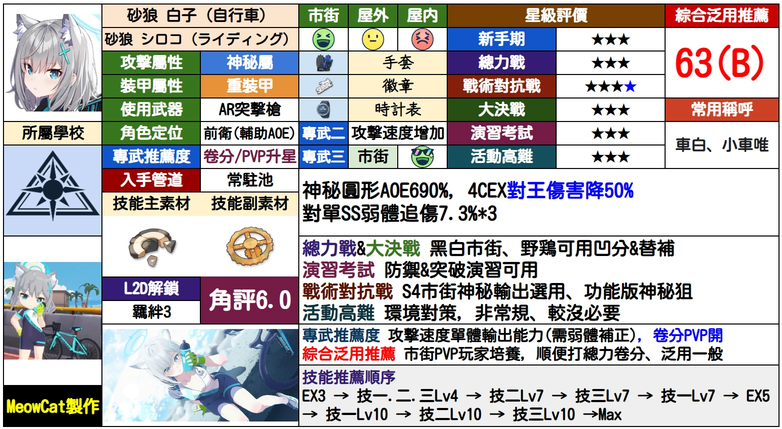 砂狼 白子（自行車）
砂狼 シロコ（ライディング）
攻擊屬性
神秘屬
裝甲屬性
重裝甲
使用武器
AR突擊槍
所屬學校
角色定位
前衛(輔助AOE)
專武推薦度
卷分/PVP升星
入手管道
常駐池
技能主素材
技能副素材
L2D解鎖
羈絆3
角評6.0
MeowCat製作
市街
屋外
屋內
手套
徽章
時計表
專武二
攻擊速度增加
專武三
市街
星級評價
新手期
★★★
總力戰
★★★
戰術對抗戰
★★★★
大決戰
★★★
演習考試
★★★
活動高難
★★★
綜合泛用推薦
63(B)
常用稱呼
車白、小車唯
神秘圓形AOE690%, 4CEX對王傷害降50%
對單SS弱體追傷7.3%*3
總力戰&大決戰 黑白市街、野鶏可用凹分&替補
演習考試 防禦&突破演習可用
戰術對抗戰 S4市街神秘輸出選用、功能版神秘狙
活動高難 環境對策, 非常規、較沒必要
專武推薦度 攻擊速度單體輸出能力(需弱體補正), 卷分PVP開
綜合泛用推薦 市街PVP玩家培養, 順便打總力卷分、泛用一般
技能推薦順序
EX3 → 技一.二.三Lv4 → 技二Lv7 → 技三Lv7 → 技一Lv7 → EX5
→ 技一Lv10 → 技二Lv10 → 技三Lv10 →Max